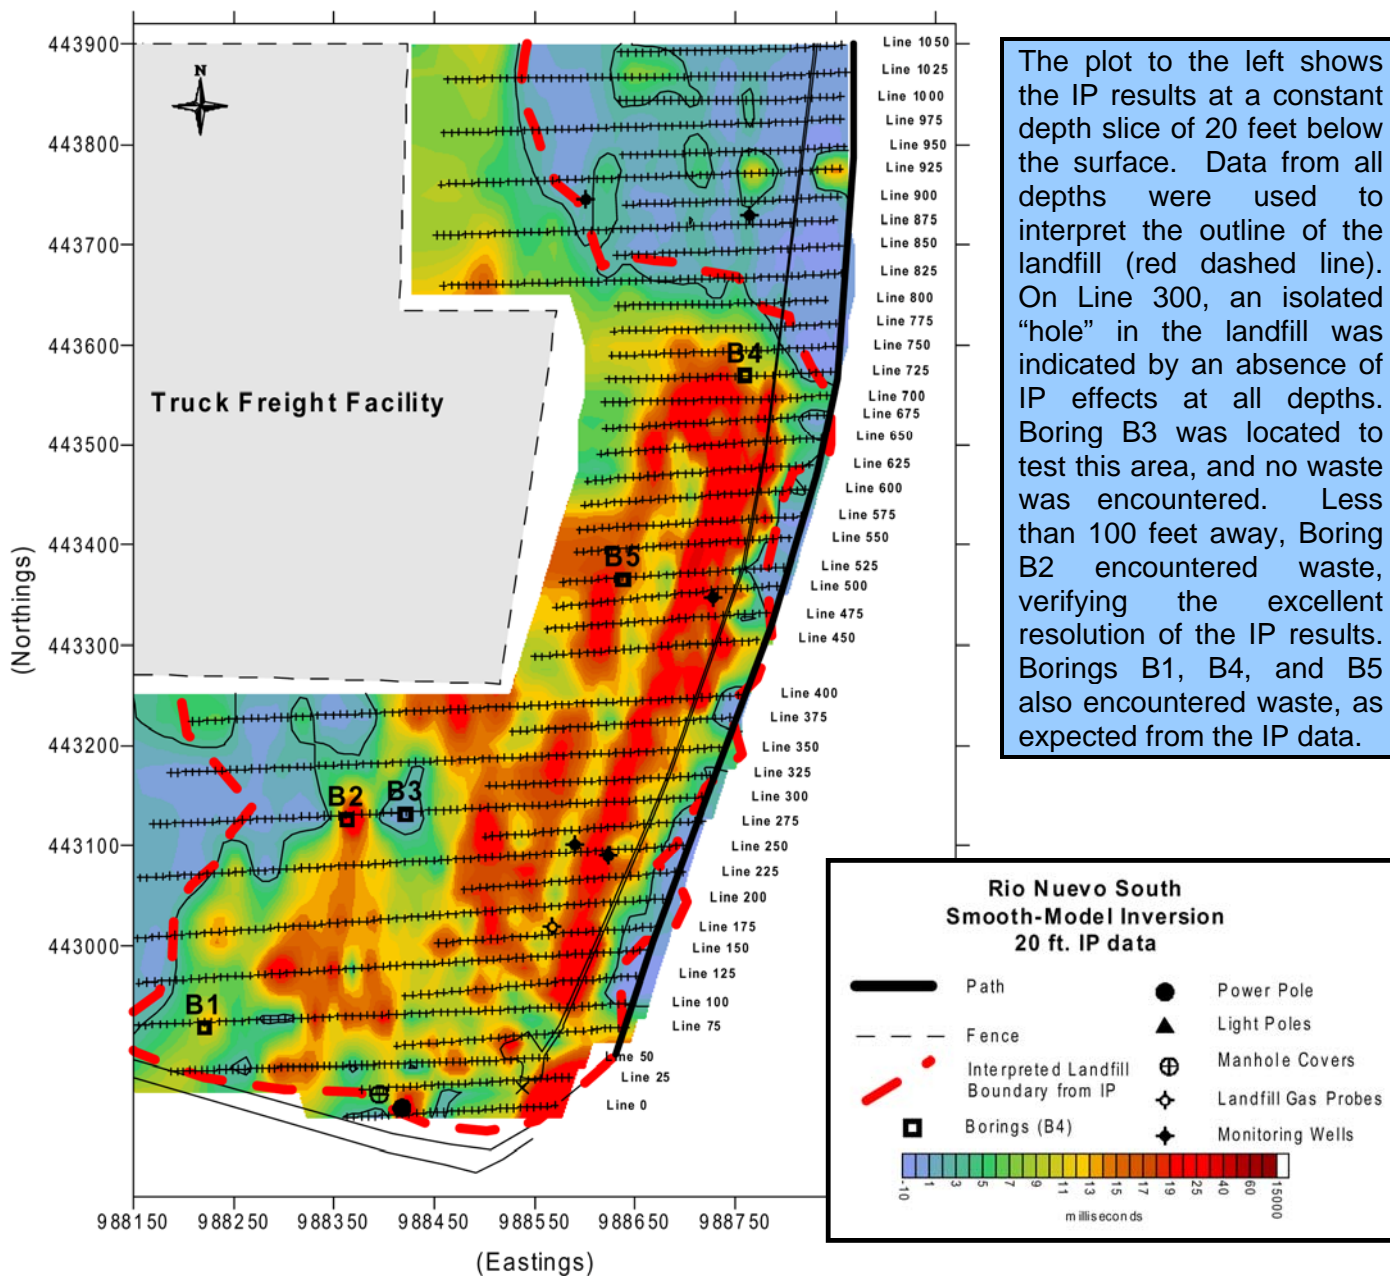 443900
443800
443700
443600
443500
443400
443300
443200
443100
443000
(Northings)
988150 988250 988350 988450 988550 988650 988750
(Eastings)
N
Truck Freight Facility
B4
B5
B2
B3
B1
Line 1050
Line 1025
Line 1000
Line 975
Line 950
Line 925
Line 900
Line 875
Line 850
Line 825
Line 800
Line 775
Line 750
Line 725
Line 700
Line 675
Line 650
Line 625
Line 600
Line 575
Line 550
Line 525
Line 500
Line 475
Line 450
Line 400
Line 375
Line 350
Line 325
Line 300
Line 275
Line 250
Line 225
Line 200
Line 175
Line 150
Line 125
Line 100
Line 75
Line 50
Line 25
Line 0
The plot to the left shows
the IP results at a constant
depth slice of 20 feet below
the surface. Data from all
depths were used to
interpret the outline of the
landfill (red dashed line).
On Line 300, an isolated
“hole” in the landfill was
indicated by an absence of
IP effects at all depths.
Boring B3 was located to
test this area, and no waste
was encountered. Less
than 100 feet away, Boring
B2 encountered waste,
verifying the excellent
resolution of the IP results.
Borings B1, B4, and B5
also encountered waste, as
expected from the IP data.
Rio Nuevo South
Smooth-Model Inversion
20 ft. IP data
Path
Fence
Interpreted Landfill
Boundary from IP
Borings (B4)
Power Pole
Light Poles
Manhole Covers
Landfill Gas Probes
Monitoring Wells
-10 1 3 5 7 9 11 13 15 17 19 25 40 60 15000
milliseconds